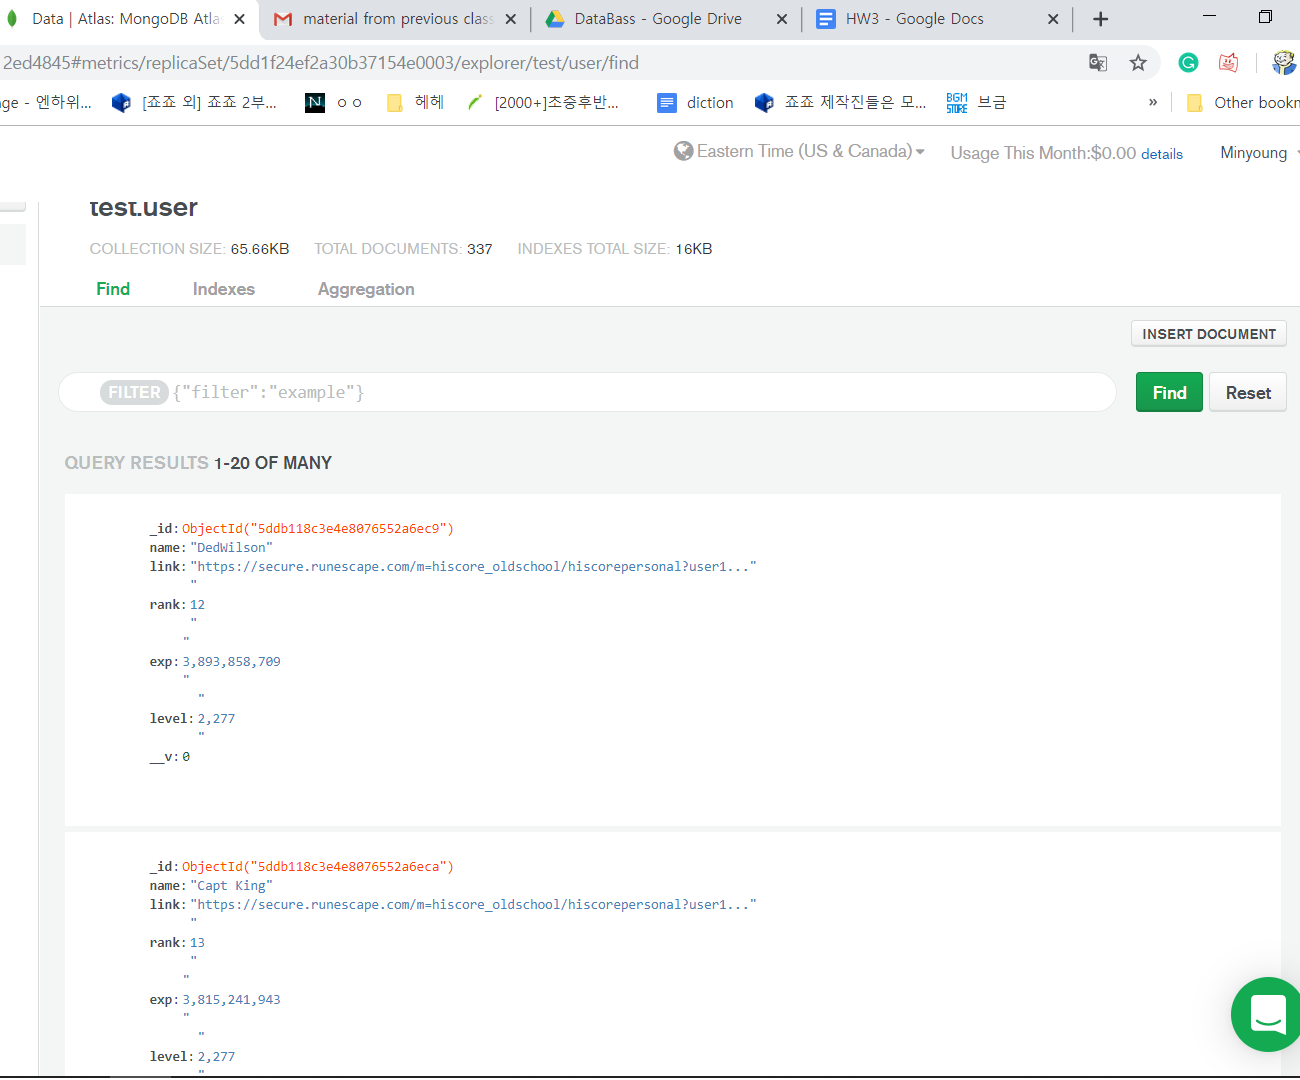 Data | Atlas: MongoDB Atla
material from previous class
DataBass - Google Drive
HW3 - Google Docs
2ed4845#metrics/replicaSet/5dd1f24ef2a30b37154e0003/explorer/test/user/find
ge - 엔하위...
[죠죠 외] 죠죠 2부...
N
ㅇㅇ
헤헤
[2000+]초중후반...
diction
죠죠 제작진들은 모...
BGM STORE
브금
»
Other bookn
Eastern Time (US & Canada)
Usage This Month:$0.00 details
Minyoung
test.user
COLLECTION SIZE: 65.66KB TOTAL DOCUMENTS: 337 INDEXES TOTAL SIZE: 16KB
Find Indexes Aggregation
INSERT DOCUMENT
FILTER {"filter":"example"}
Find
Reset
QUERY RESULTS 1-20 OF MANY
_id: ObjectId("5ddb118c3e4e8076552a6ec9")
name: "DedWilson"
link: "https://secure.runescape.com/m=hiscore_oldschool/hiscorepersonal?user1..."
"
rank: 12
"
"
exp: 3,893,858,709
"
"
level: 2,277
"
__v: 0
_id: ObjectId("5ddb118c3e4e8076552a6eca")
name: "Capt King"
link: "https://secure.runescape.com/m=hiscore_oldschool/hiscorepersonal?user1..."
"
rank: 13
"
"
exp: 3,815,241,943
"
"
level: 2,277
"